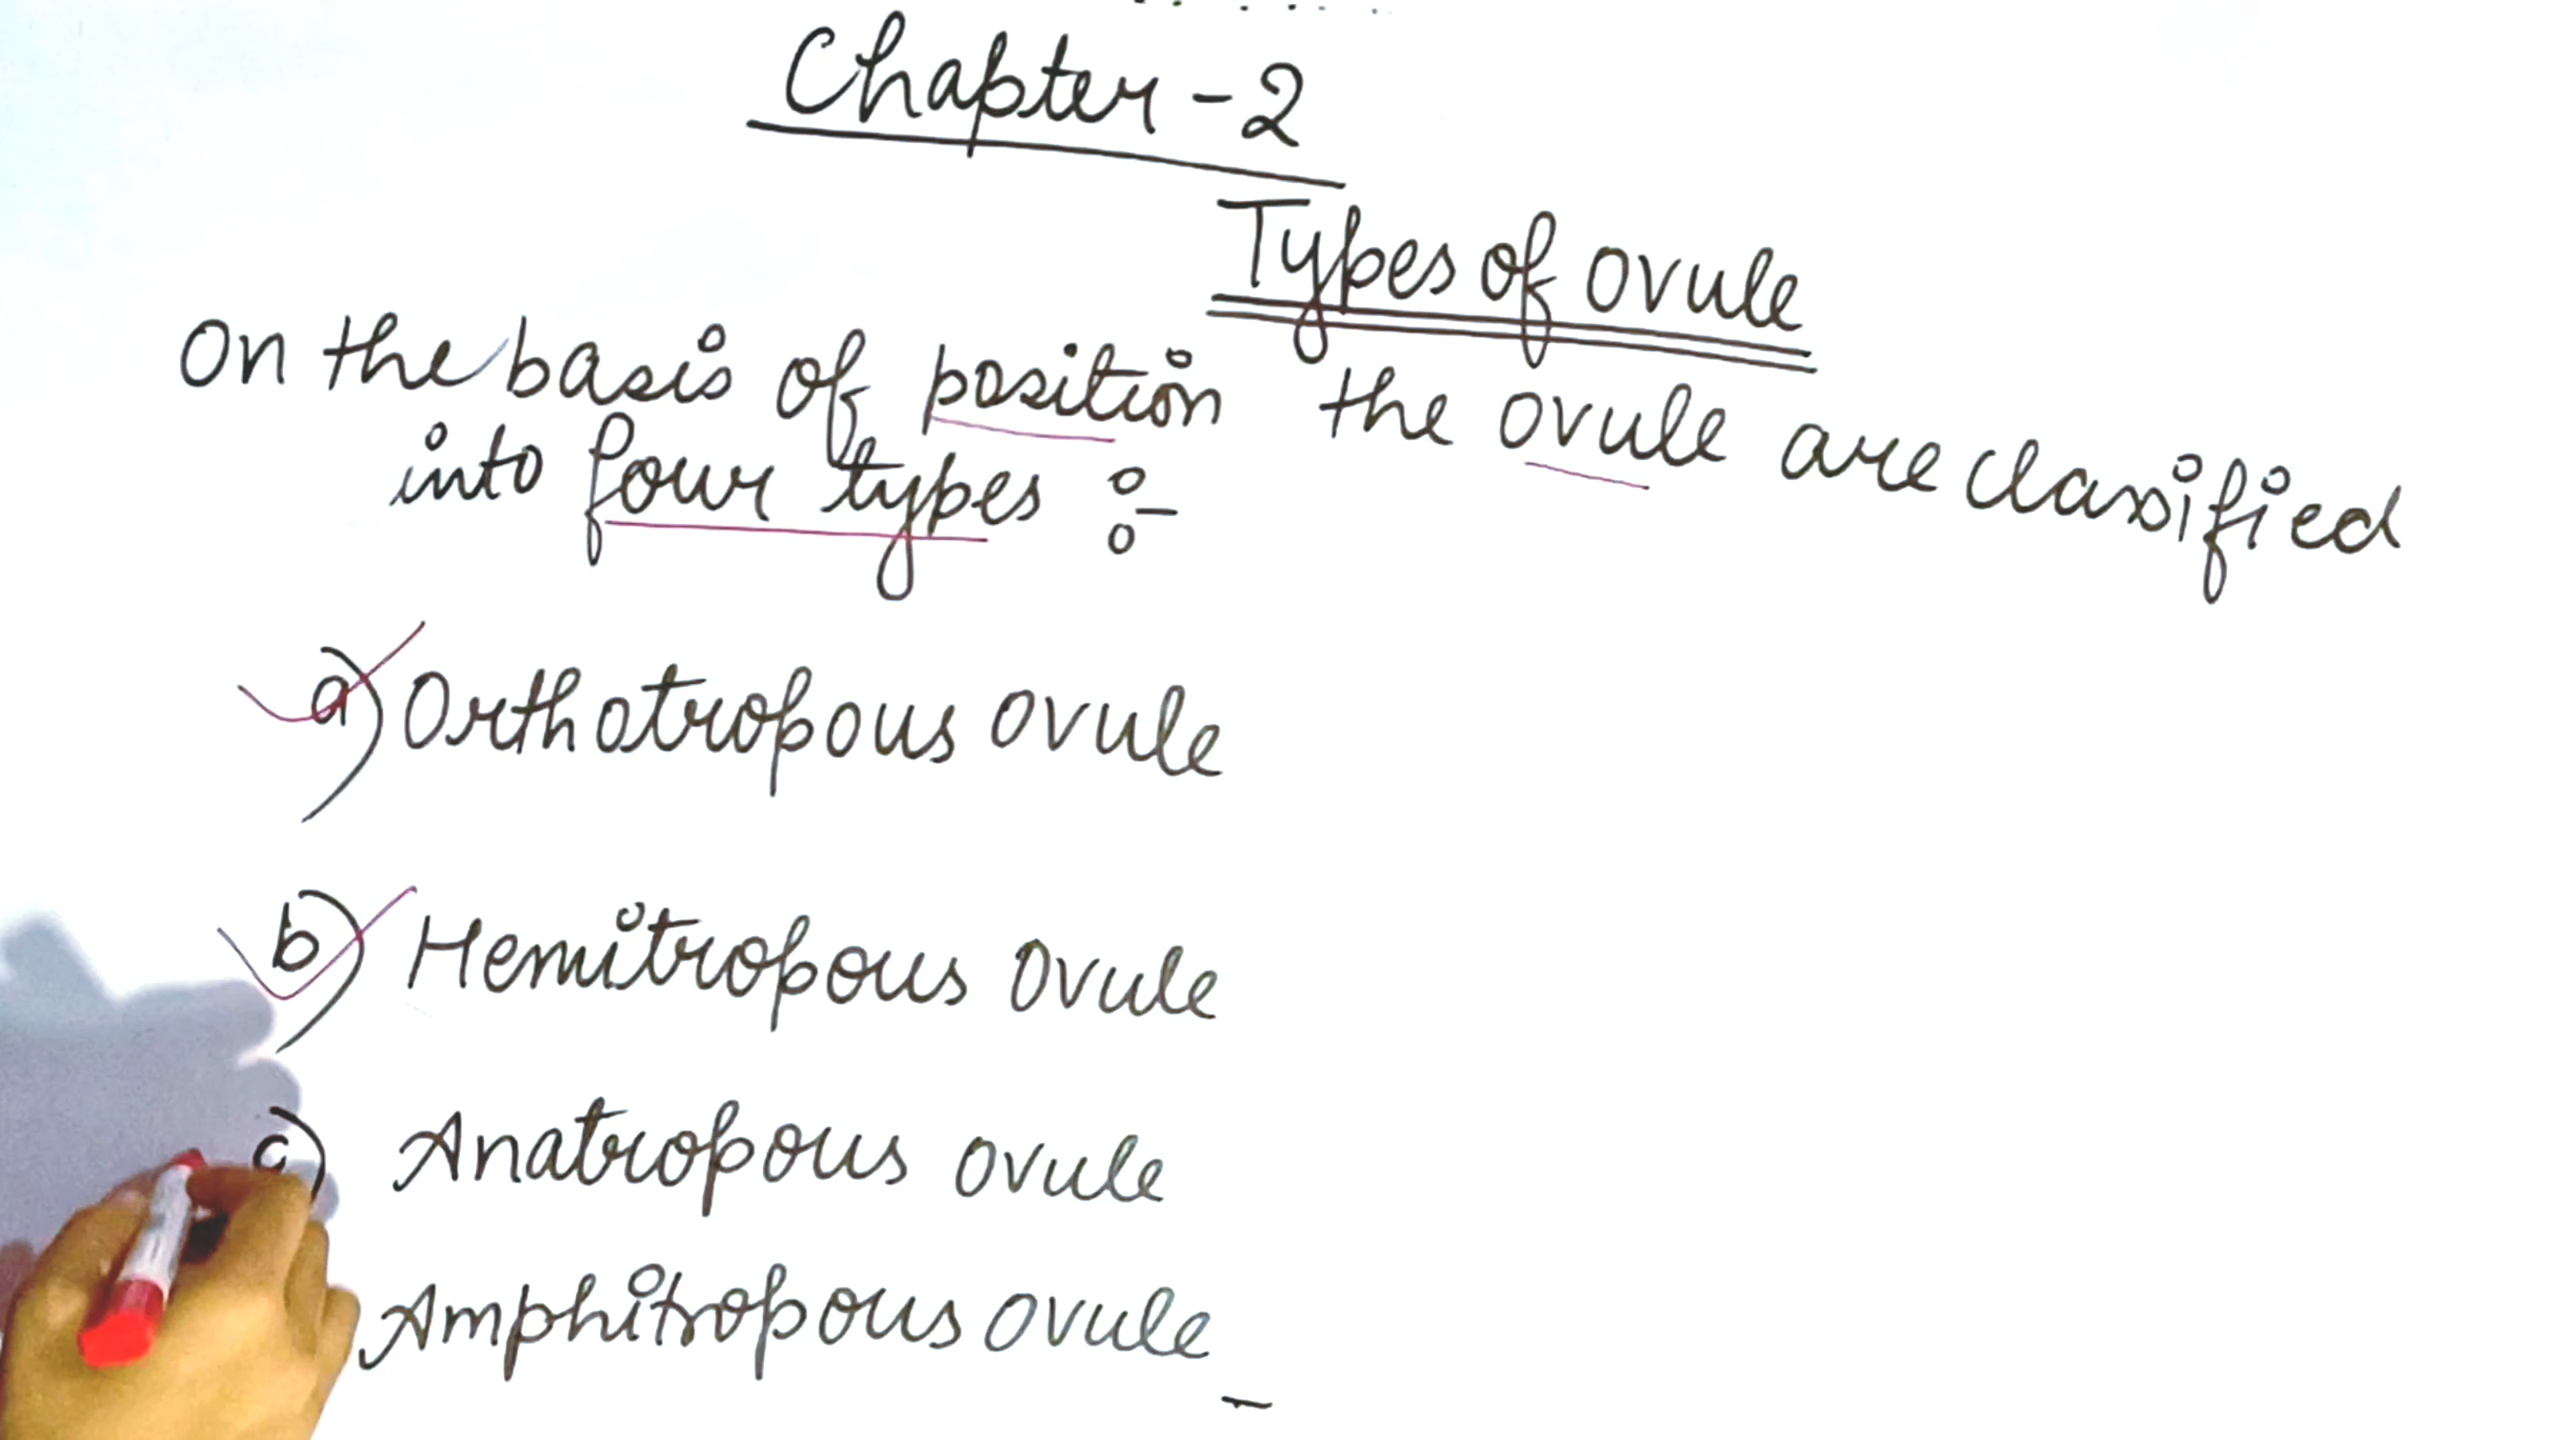 Chapter - 2
Types of ovule
On the basis of position the ovule are classified
into four types :-
a) Orthotropous ovule
b) Hemitropous ovule
c) Anatropous ovule
Amphitropous ovule